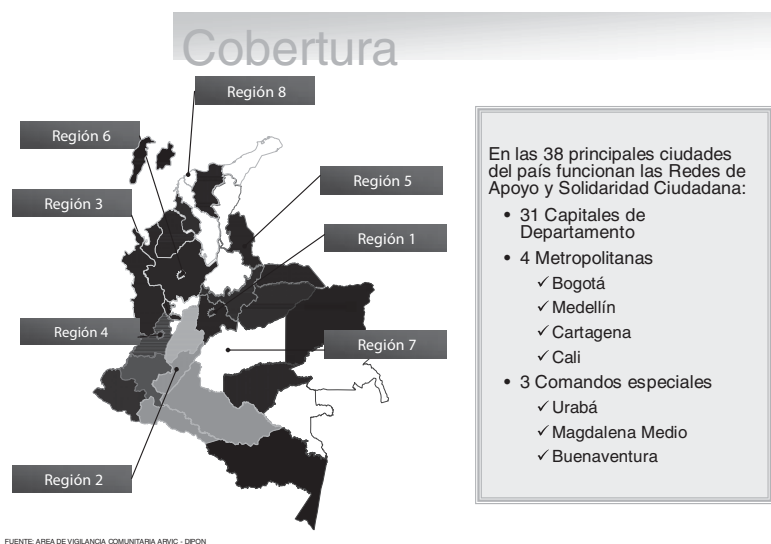 Cobertura
Región 8
Región 6
Región 5
Región 3
Región 1
Región 4
Región 7
Región 2
En las 38 principales ciudades
del país funcionan las Redes de
Apoyo y Solidaridad Ciudadana:
• 31 Capitales de
Departamento
• 4 Metropolitanas
✓ Bogotá
✓ Medellín
✓ Cartagena
✓ Cali
• 3 Comandos especiales
✓ Urabá
✓ Magdalena Medio
✓ Buenaventura
FUENTE: AREA DE VIGILANCIA COMUNITARIA ARVIC - DIPON